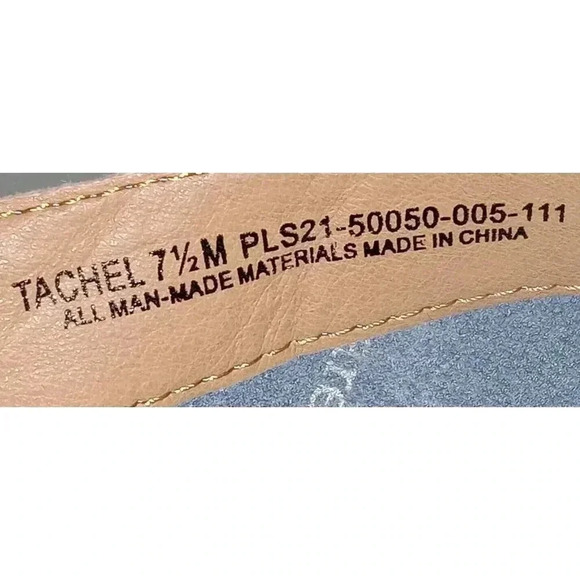 TACHEL 7½M PLS21-50050-005-111
ALL MAN-MADE MATERIALS MADE IN CHINA